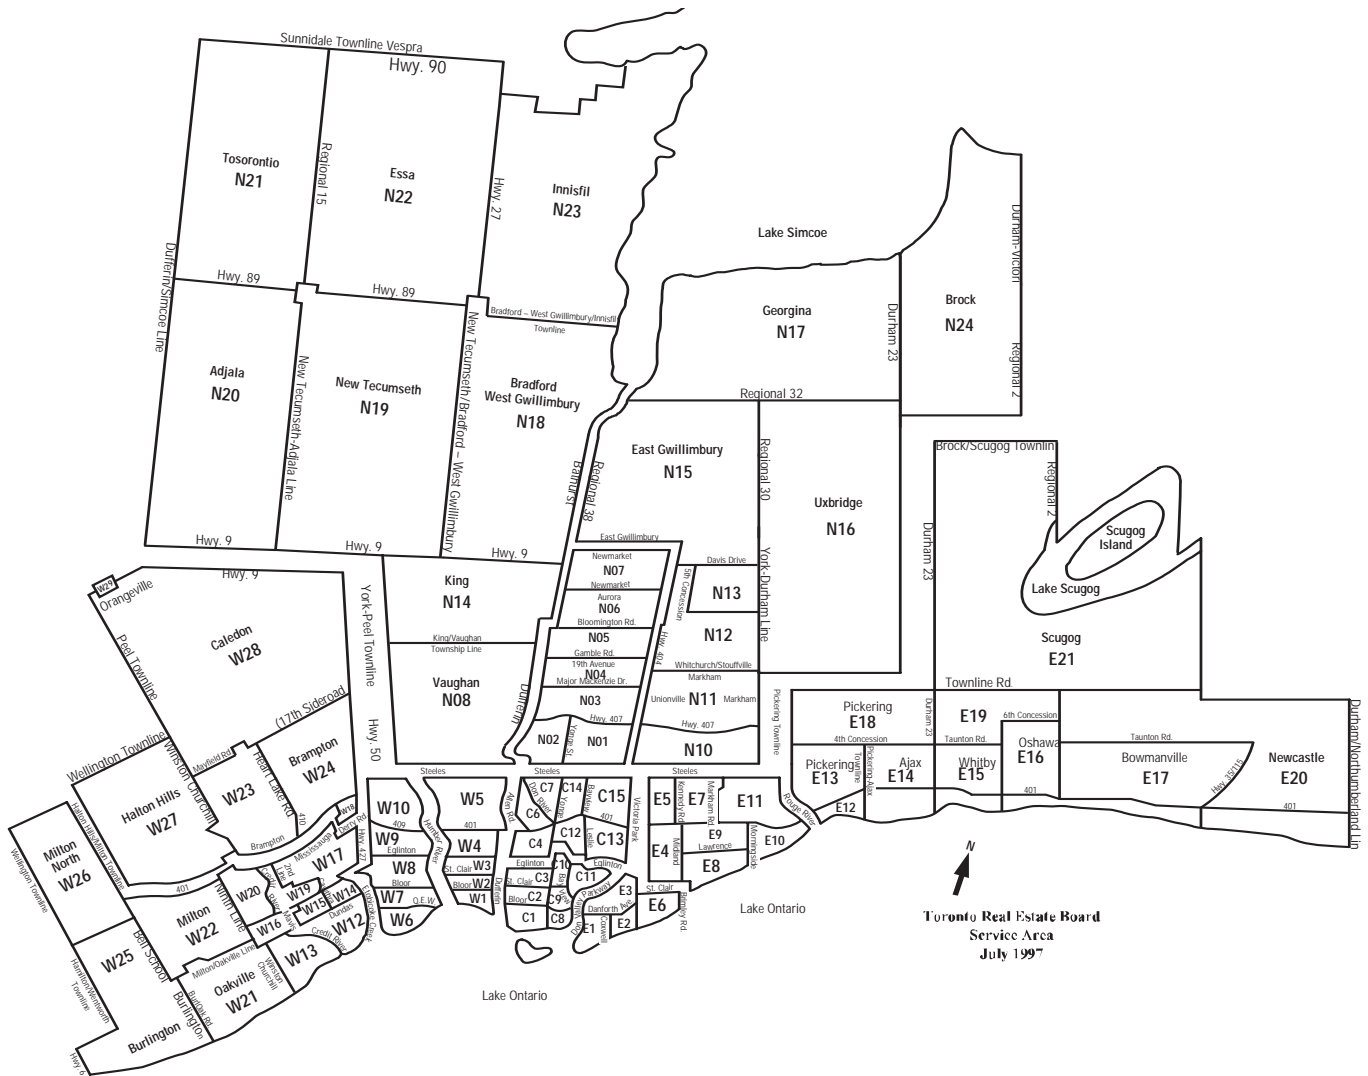 Sunnidale Townline Vespra
Hwy. 90
Tosorontio
N21
Regional 15
Essa
N22
Hwy. 27
Innisfil
N23
Lake Simcoe
Durham-Victori
Dufferin/Simcoe Line
Hwy. 89
Hwy. 89
Bradford – West Gwillimbury/Innisfil
Townline
Georgina
N17
Durham 23
Brock
N24
Regional 2
Adjala
N20
New Tecumseth-Adjala Line
New Tecumseth
N19
New Tecumseth/Bradford – West Gwillimbury
Bradford
West Gwillimbury
N18
Regional 32
Bathurst
Regional 38
East Gwillimbury
N15
Regional 30
Uxbridge
N16
Brock/Scugog Townlin
Regional 2
Durham 23
Scugog
Island
Lake Scugog
Scugog
E21
Hwy. 9
Hwy. 9
Hwy. 9
East Gwillimbury
Newmarket
N07
Newmarket
Aurora
N06
Bloomington Rd.
N05
Gamble Rd.
19th Avenue
N04
Major Mackenzie Dr.
N03
Hwy. 407
N02
Yonge St.
N01
Davis Drive
5th Concession
N13
York-Durham Line
N12
Hwy. 404
Whitchurch/Stouffville
Markham
Unionville
N11
Markham
Hwy. 407
N10
W29
Orangeville
Hwy. 9
Peel Townline
Caledon
W28
York-Peel Townline
Hwy. 50
King
N14
King/Vaughan
Township Line
Vaughan
N08
Dufferin
(17th Sideroad
Townline Rd.
Pickering Townline
Pickering
E18
Durham 23
E19
6th Concession
4th Concession
Taunton Rd.
Oshawa
E16
Taunton Rd.
Bowmanville
E17
Hwy. 35/115
Newcastle
E20
Durham/Northumberland Lin
Pickering
E13
Townline
Pickering-Ajax
Ajax
E14
Whitby
E15
401
401
E12
Rouge River
Wellington Townline
Winston Churchill
Mayfield Rd
Heart Lake Rd
Brampton
W24
W23
410
Halton Hills
W27
Halton Hills/Milton Townline
Brampton
Mississauga
W18
Derry Rd.
Hwy. 427
Milton
North
W26
Wellington Townline
401
Milton
W22
Ninth Line
W20
Credit
River
2nd
Line
W17
W19
W15
W14
Mavis
W16
Dundas
W12
Etobicoke Creek
Credit River
W13
W25
Bell School
Milton/Oakville Line
Winston
Churchill
Oakville
W21
Burloak Rd
Burlington
Hamilton/Wentworth
Townline
Burlington
Hwy. 6
Steeles
Steeles
Steeles
W10
409
W9
Eglinton
W8
Bloor
W7
Q.E.W
W6
Humber River
W5
401
W4
St. Clair
W3
Bloor
W2
W1
Allen Rd.
Dufferin
Don River
C7
C6
C4
Yonge
C14
Bayview
C15
401
C12
Leslie
C13
Victoria Park
Eglinton
C10
Eglinton
St. Clair
C3
Bayview
C11
Bloor
C2
C9
C1
C8
Don Valley Parkway
Danforth Ave.
E3
E1
Coxwell
E2
E5
Kennedy Rd.
E7
Markham Rd.
E11
E4
Midland
E9
Lawrence
E8
Morningside
E10
St. Clair
E6
Brimley Rd.
Lake Ontario
Lake Ontario
N
Toronto Real Estate Board
Service Area
July 1997